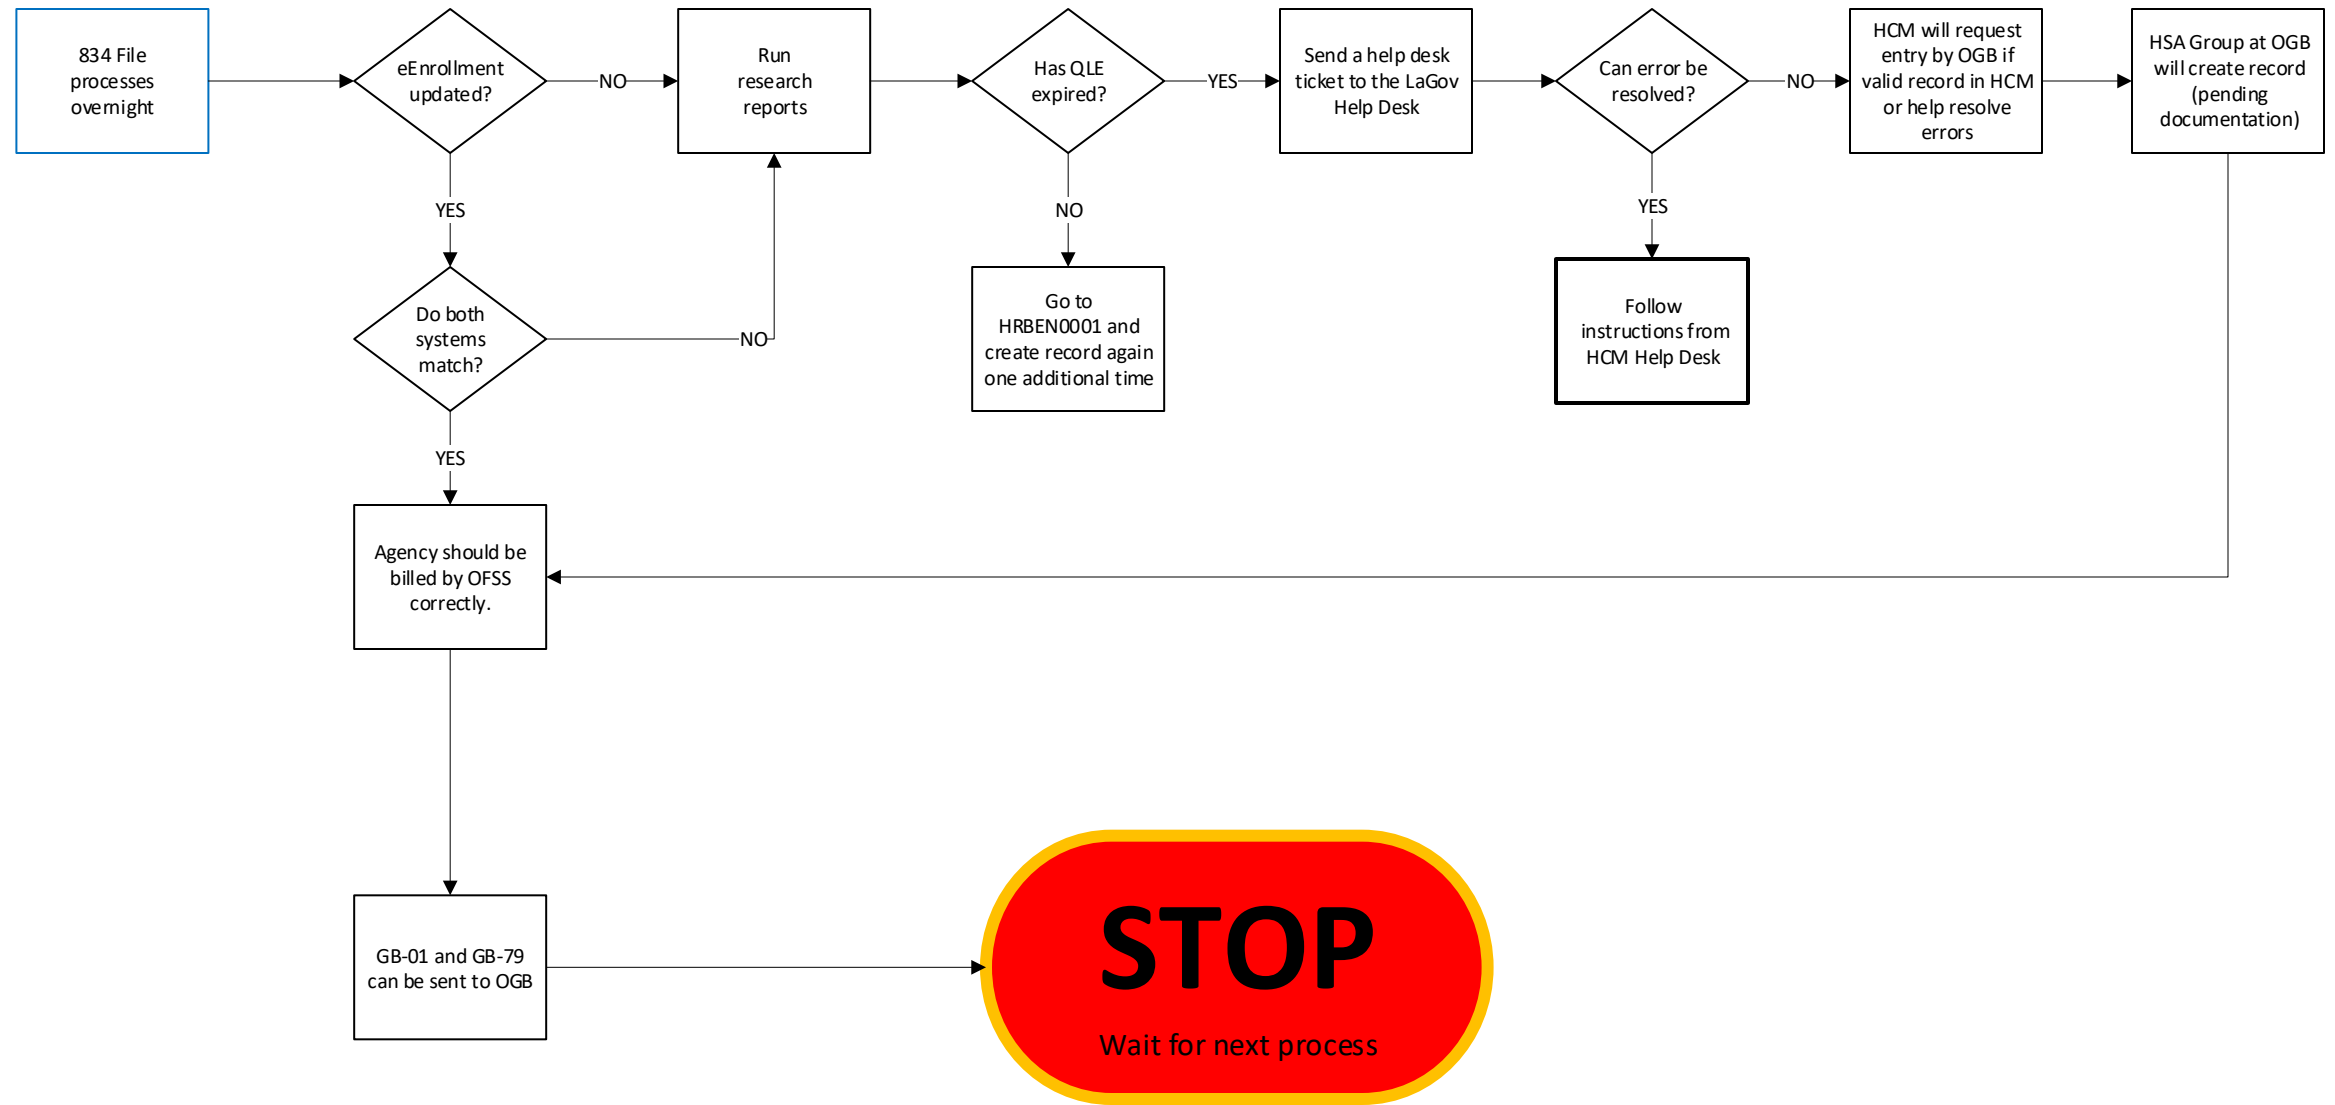 834 File
processes
overnight
eEnrollment
updated?
NO
Run
research
reports
Has QLE
expired?
YES
Send a help desk
ticket to the LaGov
Help Desk
Can error be
resolved?
NO
HCM will request
entry by OGB if
valid record in HCM
or help resolve
errors
HSA Group at OGB
will create record
(pending
documentation)
YES
NO
YES
Do both
systems
match?
NO
Go to
HRBEN0001 and
create record again
one additional time
Follow
instructions from
HCM Help Desk
YES
Agency should be
billed by OFSS
correctly.
GB-01 and GB-79
can be sent to OGB
STOP
Wait for next process